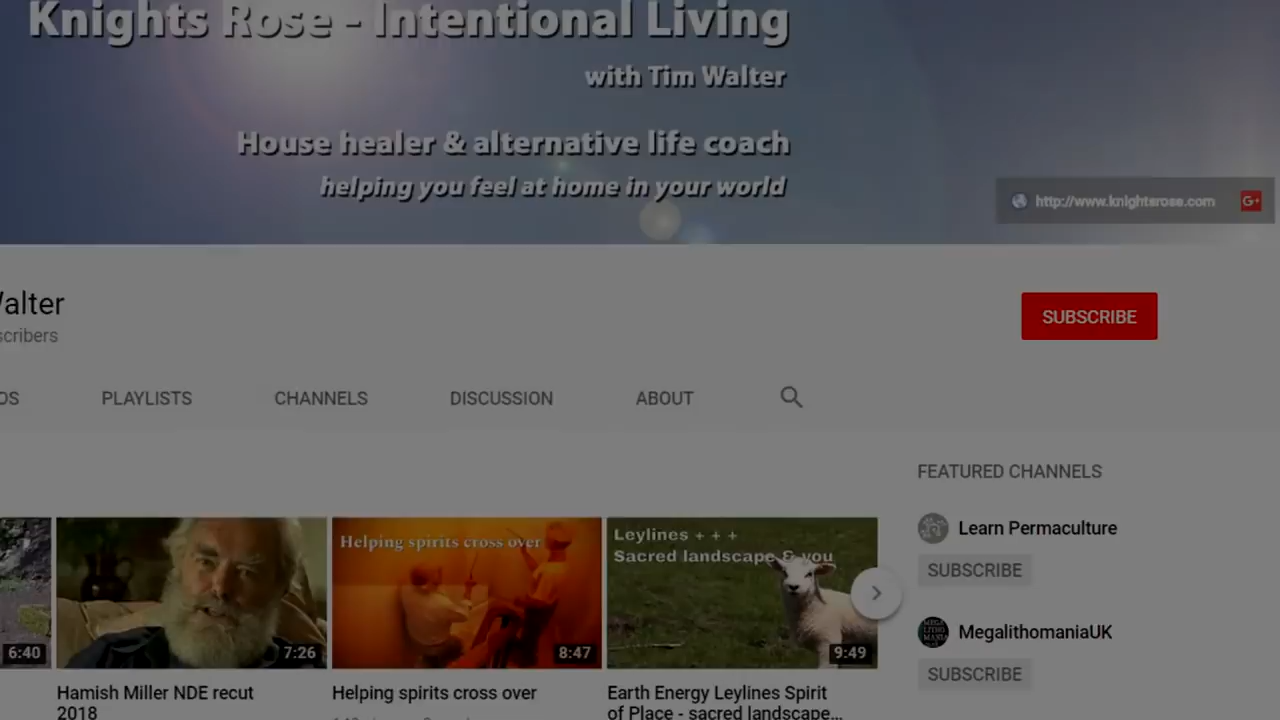 Knights Rose - Intentional Living
with Tim Walter
House healer & alternative life coach
helping you feel at home in your world
http://www.knightsrose.com G+
Walter
scribers
SUBSCRIBE
OS PLAYLISTS CHANNELS DISCUSSION ABOUT
FEATURED CHANNELS
Learn Permaculture
SUBSCRIBE
MegalithomaniaUK
SUBSCRIBE
6:40
7:26
Helping spirits cross over
8:47
Leylines + + +
Sacred landscape & you
9:49
Hamish Miller NDE recut
2018
Helping spirits cross over
Earth Energy Leylines Spirit
of Place - sacred landscape...